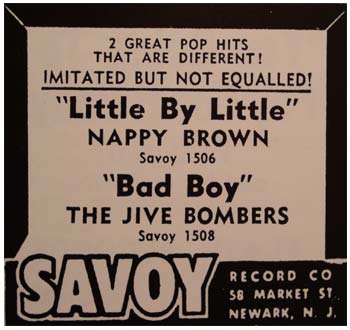 2 GREAT POP HITS
THAT ARE DIFFERENT!
IMITATED BUT NOT EQUALLED!
"Little By Little"
NAPPY BROWN
Savoy 1506
"Bad Boy"
THE JIVE BOMBERS
Savoy 1508
SAVOY
RECORD CO
58 MARKET ST.
NEWARK, N. J.